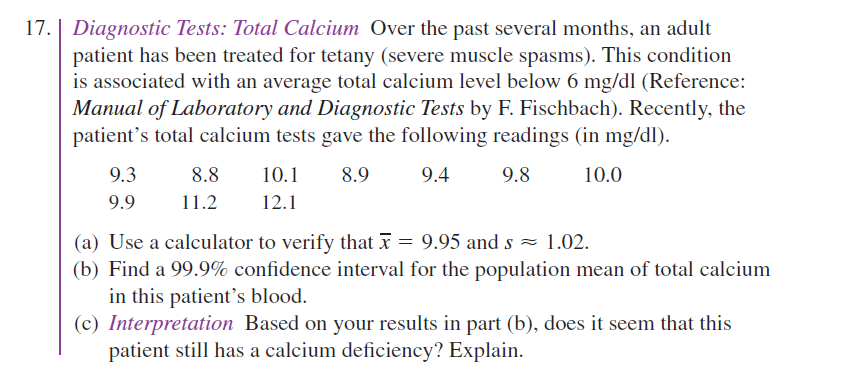 17. Diagnostic Tests: Total Calcium Over the past several months, an adult
patient has been treated for tetany (severe muscle spasms). This condition
is associated with an average total calcium level below 6 mg/dl (Reference:
Manual of Laboratory and Diagnostic Tests by F. Fischbach). Recently, the
patient's total calcium tests gave the following readings (in mg/dl).
9.3 8.8 10.1 8.9 9.4 9.8 10.0
9.9 11.2 12.1
(a) Use a calculator to verify that x̄ = 9.95 and s ≈ 1.02.
(b) Find a 99.9% confidence interval for the population mean of total calcium
in this patient's blood.
(c) Interpretation Based on your results in part (b), does it seem that this
patient still has a calcium deficiency? Explain.